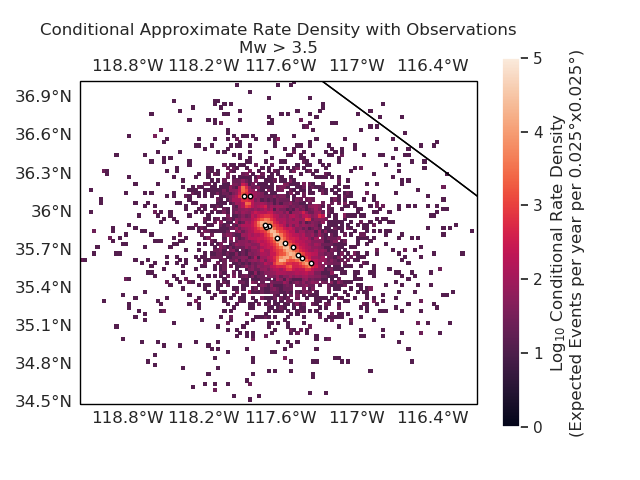 Conditional Approximate Rate Density with Observations
Mw > 3.5
118.8°W 118.2°W 117.6°W 117°W 116.4°W
36.9°N
36.6°N
36.3°N
36°N
35.7°N
35.4°N
35.1°N
34.8°N
34.5°N
118.8°W 118.2°W 117.6°W 117°W 116.4°W
5
4
3
2
1
0
Log₁₀ Conditional Rate Density
(Expected Events per year per 0.025°x0.025°)